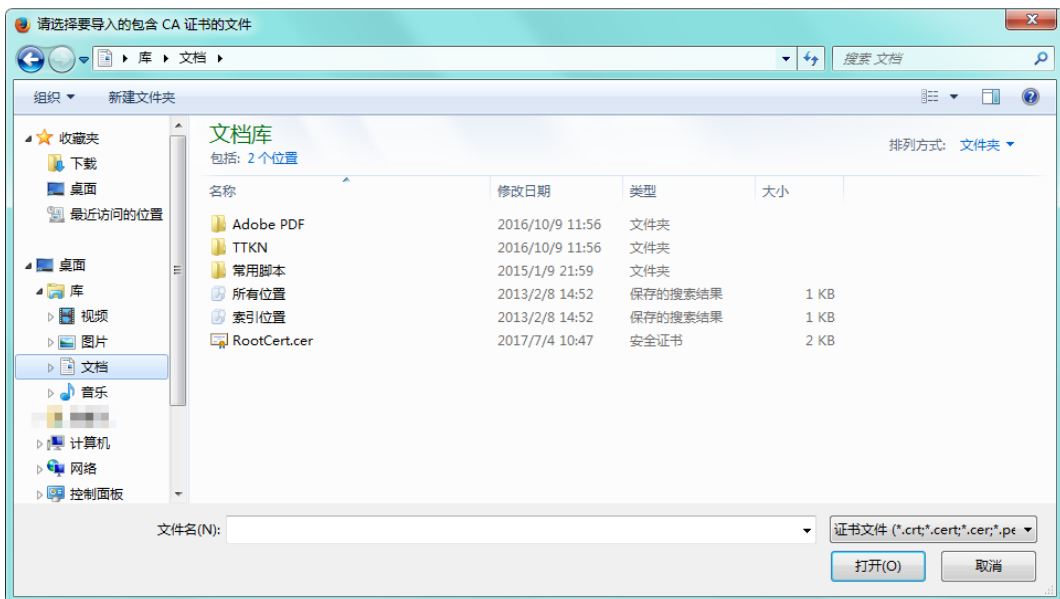 请选择要导入的包含 CA 证书的文件
库 文档
搜索 文档
组织 新建文件夹
收藏夹
下载
桌面
最近访问的位置
桌面
库
视频
图片
文档
音乐
计算机
网络
控制面板
文档库
包括: 2 个位置
排列方式: 文件夹
名称 修改日期 类型 大小
Adobe PDF 2016/10/9 11:56 文件夹
TTKN 2016/10/9 11:56 文件夹
常用脚本 2015/1/9 21:59 文件夹
所有位置 2013/2/8 14:52 保存的搜索结果 1 KB
索引位置 2013/2/8 14:52 保存的搜索结果 1 KB
RootCert.cer 2017/7/4 10:47 安全证书 2 KB
文件名(N):
证书文件 (*.crt;*.cert;*.cer;*.pe
打开(O) 取消